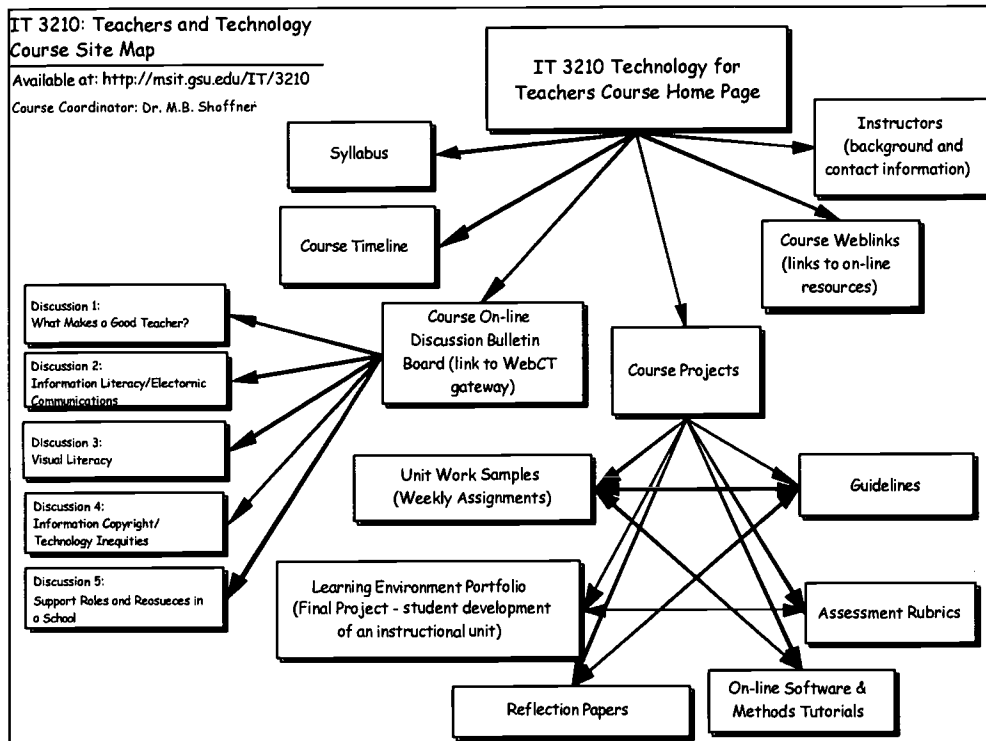 IT 3210: Teachers and Technology
Course Site Map
Available at: http://msit.gsu.edu/IT/3210
Course Coordinator: Dr. M.B. Shoffner
IT 3210 Technology for
Teachers Course Home Page
Syllabus
Instructors
(background and
contact information)
Course Timeline
Course Weblinks
(links to on-line
resources)
Discussion 1:
What Makes a Good Teacher?
Course On-line
Discussion Bulletin
Board (link to WebCT
gateway)
Course Projects
Discussion 2:
Information Literacy/Electornic
Communications
Discussion 3:
Visual Literacy
Unit Work Samples
(Weekly Assignments)
Guidelines
Discussion 4:
Information Copyright/
Technology Inequities
Discussion 5:
Support Roles and Reosueces in
a School
Learning Environment Portfolio
(Final Project - student development
of an instructional unit)
Assessment Rubrics
Reflection Papers
On-line Software &
Methods Tutorials